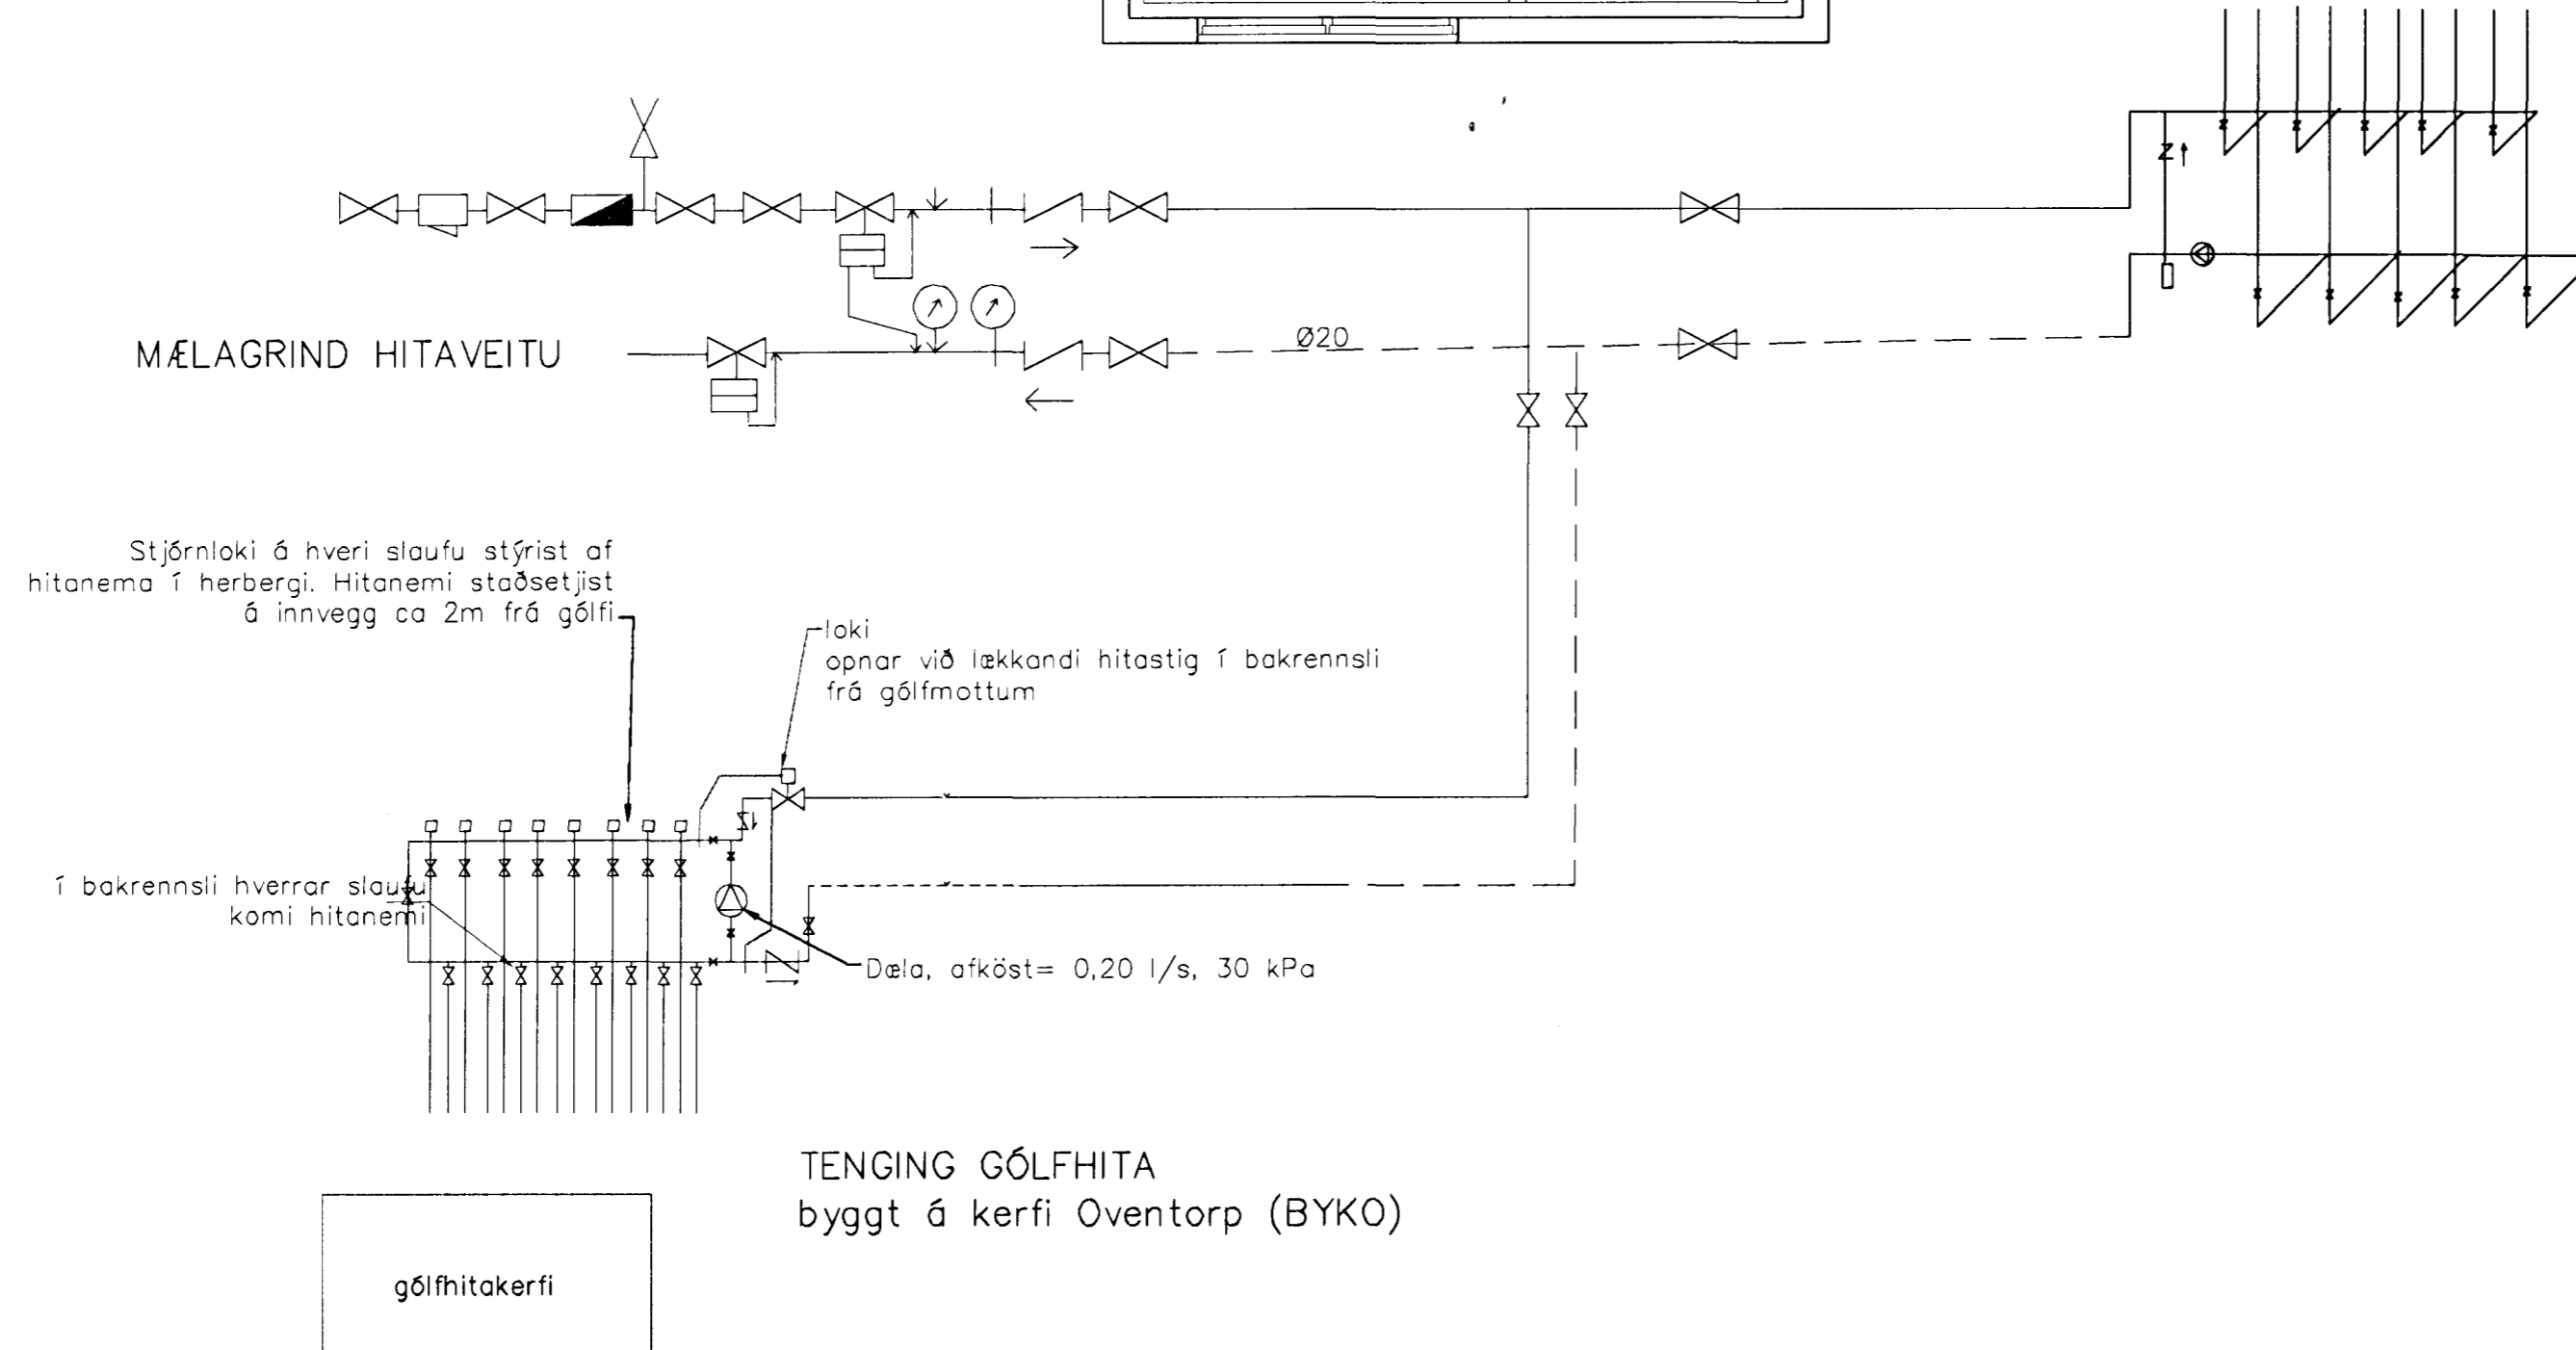 Ø20
MÆLAGRIND HITAVEITU
Stjórnloki á hveri slaufu stýrist af
hitanema í herbergi. Hitanemi staðsetjist
á innvegg ca 2m frá gólfi
loki
opnar við lækkandi hitastig í bakrennsli
frá gólfmottum
í bakrennsli hverrar slaufu
komi hitanemi
Dæla, afköst= 0,20 l/s, 30 kPa
TENGING GÓLFHITA
byggt á kerfi Oventorp (BYKO)
gólfhitakerfi